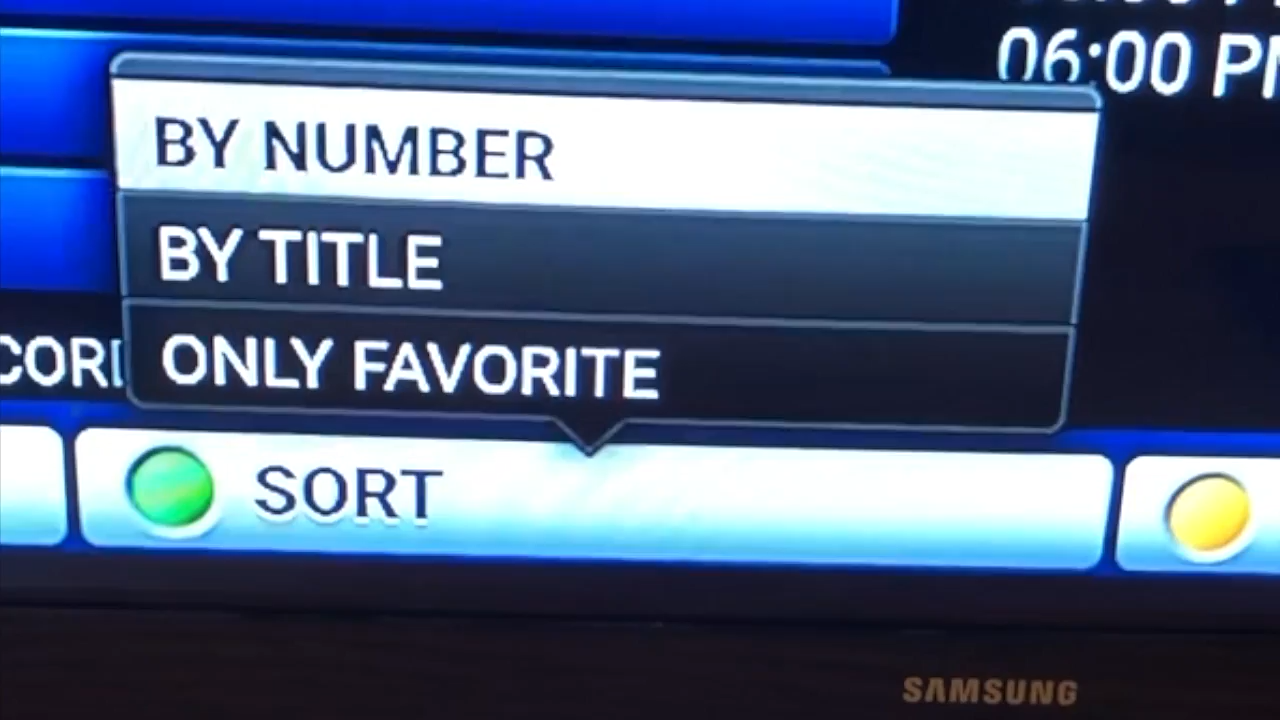 06:00 PM
BY NUMBER
BY TITLE
ONLY FAVORITE
SORT
SAMSUNG